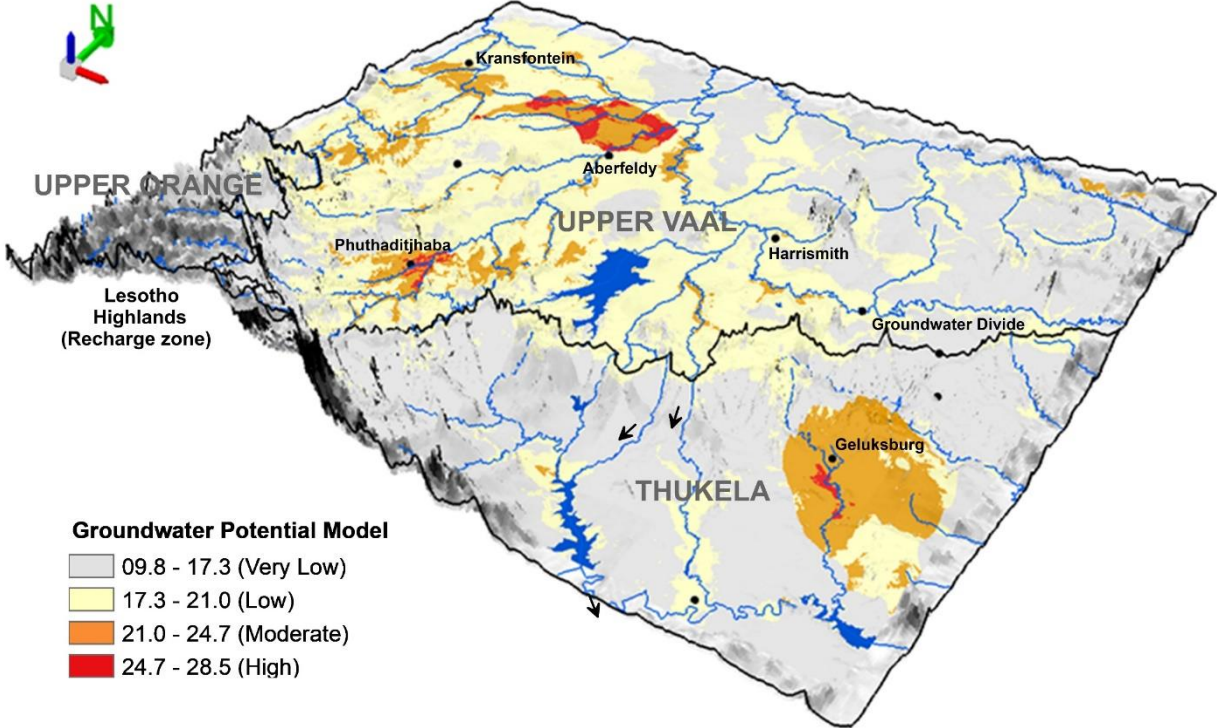 N
Kransfontein
Aberfeldy
UPPER ORANGE
UPPER VAAL
Phuthaditjhaba
Harrismith
Lesotho
Highlands
(Recharge zone)
Groundwater Divide
Geluksburg
THUKELA
Groundwater Potential Model
09.8 - 17.3 (Very Low)
17.3 - 21.0 (Low)
21.0 - 24.7 (Moderate)
24.7 - 28.5 (High)